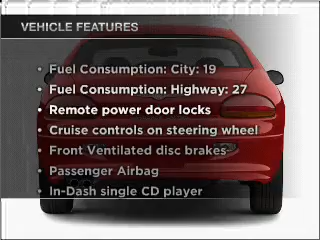 VEHICLE FEATURES
• Fuel Consumption: City: 19
• Fuel Consumption: Highway: 27
• Remote power door locks
• Cruise controls on steering wheel
• Front Ventilated disc brakes
• Passenger Airbag
• In-Dash single CD player